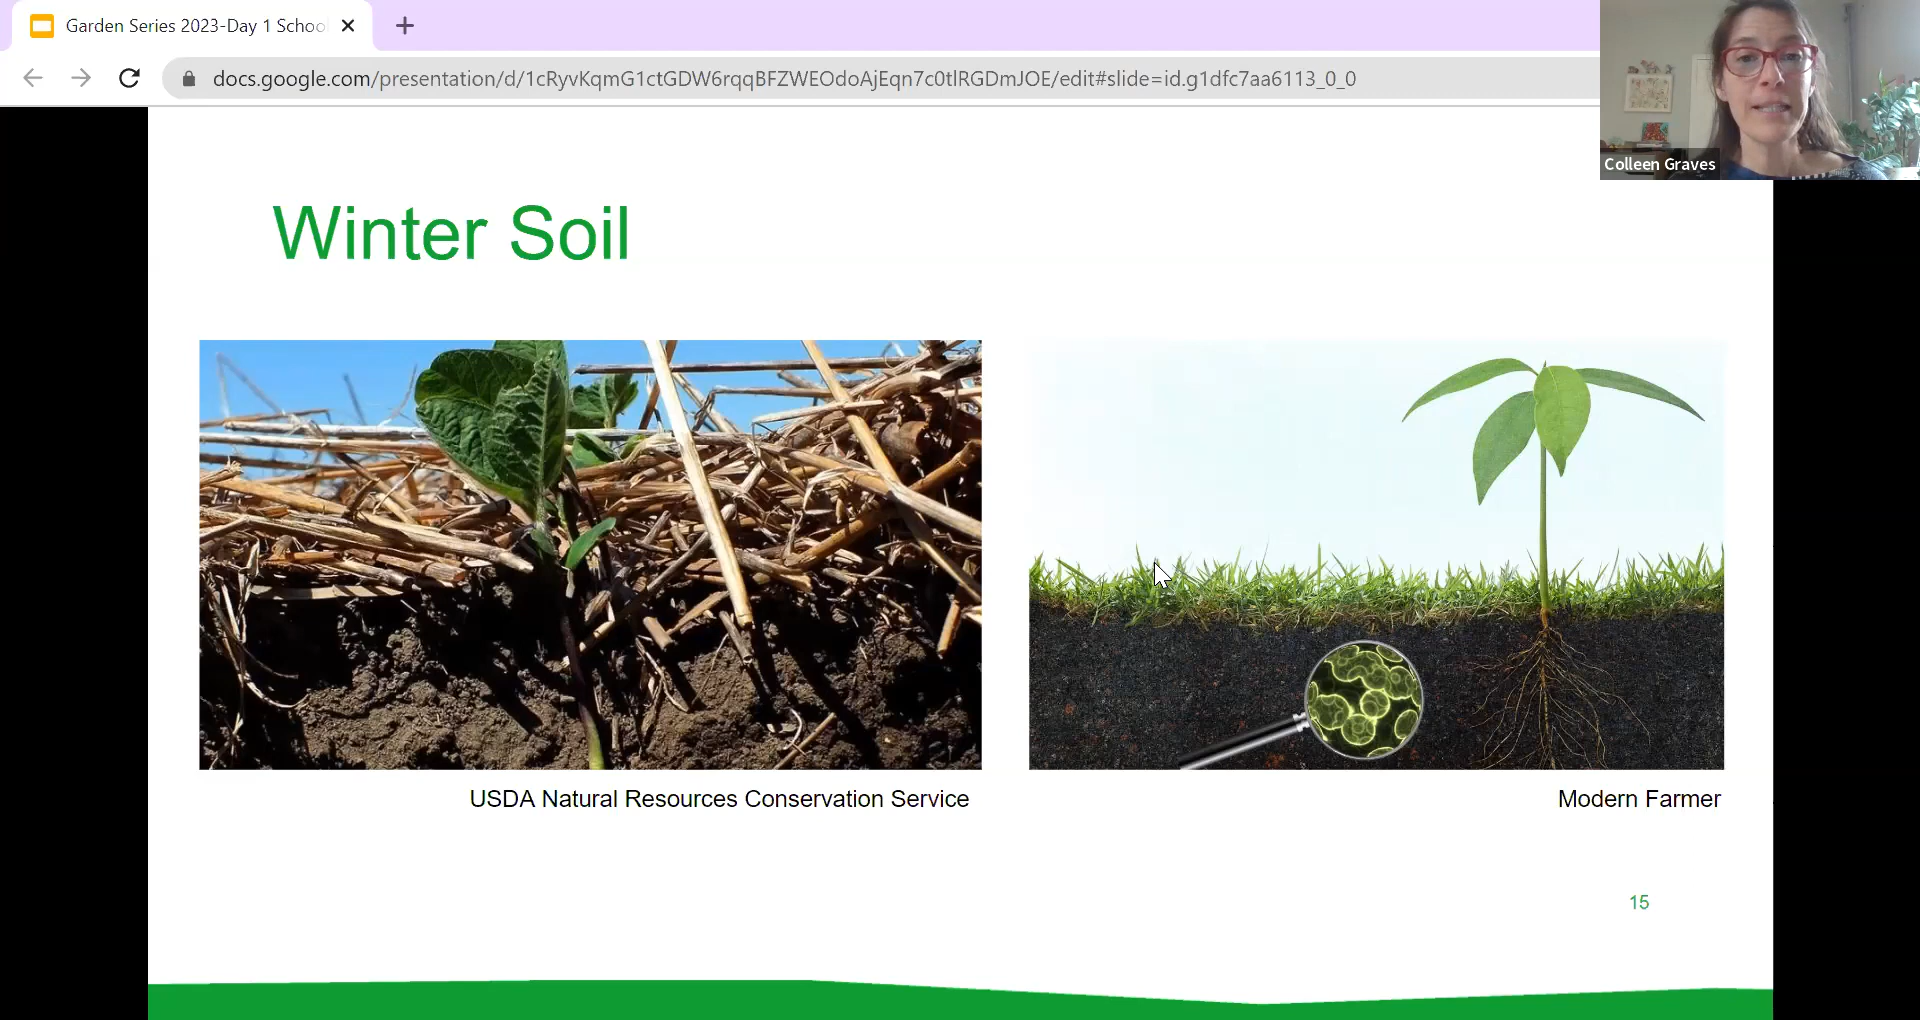 Garden Series 2023-Day 1 Schoo
docs.google.com/presentation/d/1cRyvKqmG1ctGDW6rqqBFZWEOdoAjEqn7c0tlRGDmJOE/edit#slide=id.g1dfc7aa6113_0_0
Colleen Graves
Winter Soil
USDA Natural Resources Conservation Service
Modern Farmer
15